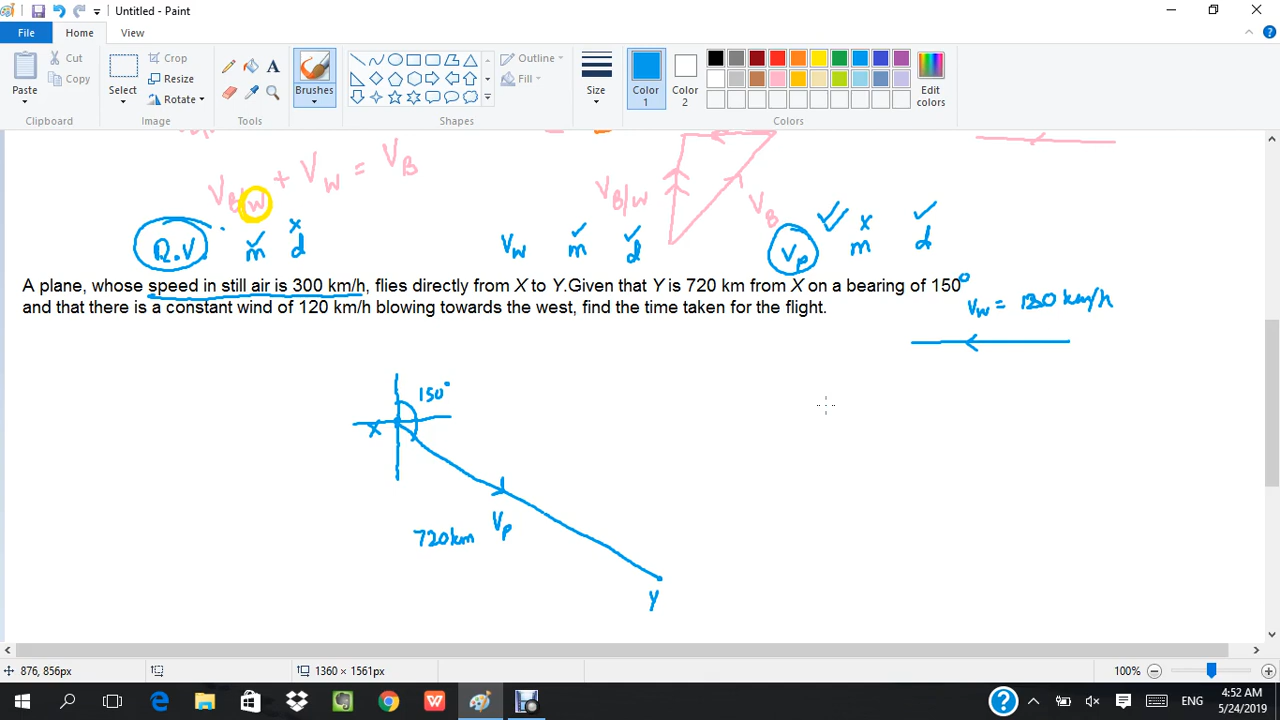 Untitled - Paint
File Home View
Paste
Cut
Copy
Clipboard
Select
Crop
Resize
Rotate
Image
Tools
Brushes
Outline
Fill
Shapes
Size
Color 1
Color 2
Edit colors
Colors
V B/W + V W = V B
V B/W
V B
R.V. m d
V w m d
V p m d
A plane, whose speed in still air is 300 km/h, flies directly from X to Y.Given that Y is 720 km from X on a bearing of 150°
and that there is a constant wind of 120 km/h blowing towards the west, find the time taken for the flight.
V w = 120 km/h
150°
X
720km
V p
Y
876, 856px
1360 × 1561px
100%
ENG
4:52 AM
5/24/2019